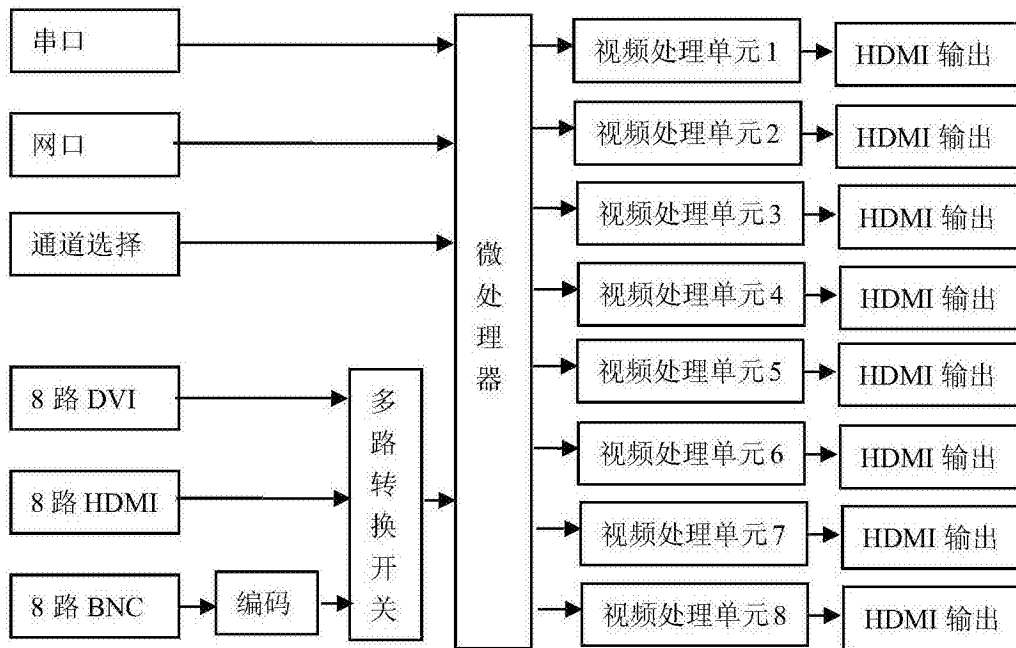 串口
网口
通道选择
8 路 DVI
8 路 HDMI
8 路 BNC
编码
多路转换开关
微处理器
视频处理单元 1
HDMI 输出
视频处理单元 2
HDMI 输出
视频处理单元 3
HDMI 输出
视频处理单元 4
HDMI 输出
视频处理单元 5
HDMI 输出
视频处理单元 6
HDMI 输出
视频处理单元 7
HDMI 输出
视频处理单元 8
HDMI 输出